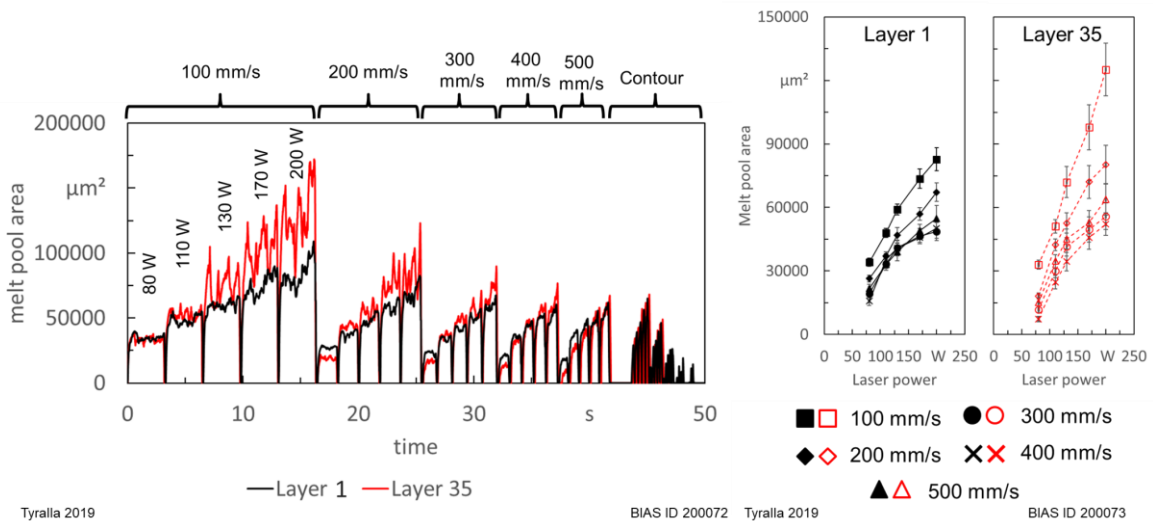 100 mm/s
200 mm/s
300
mm/s
400
mm/s
500
mm/s
Contour
200000
µm²
150000
100000
50000
0
melt pool area
80 W
110 W
130 W
170 W
200 W
0
10
20
30
s
50
time
Layer 1
Layer 35
Tyralla 2019
BIAS ID 200072
150000
µm²
120000
90000
60000
30000
0
Melt pool area
Layer 1
Layer 35
0
50
100
150
W
250
Laser power
0
50
100
150
W
250
Laser power
100 mm/s
300 mm/s
200 mm/s
400 mm/s
500 mm/s
Tyralla 2019
BIAS ID 200073